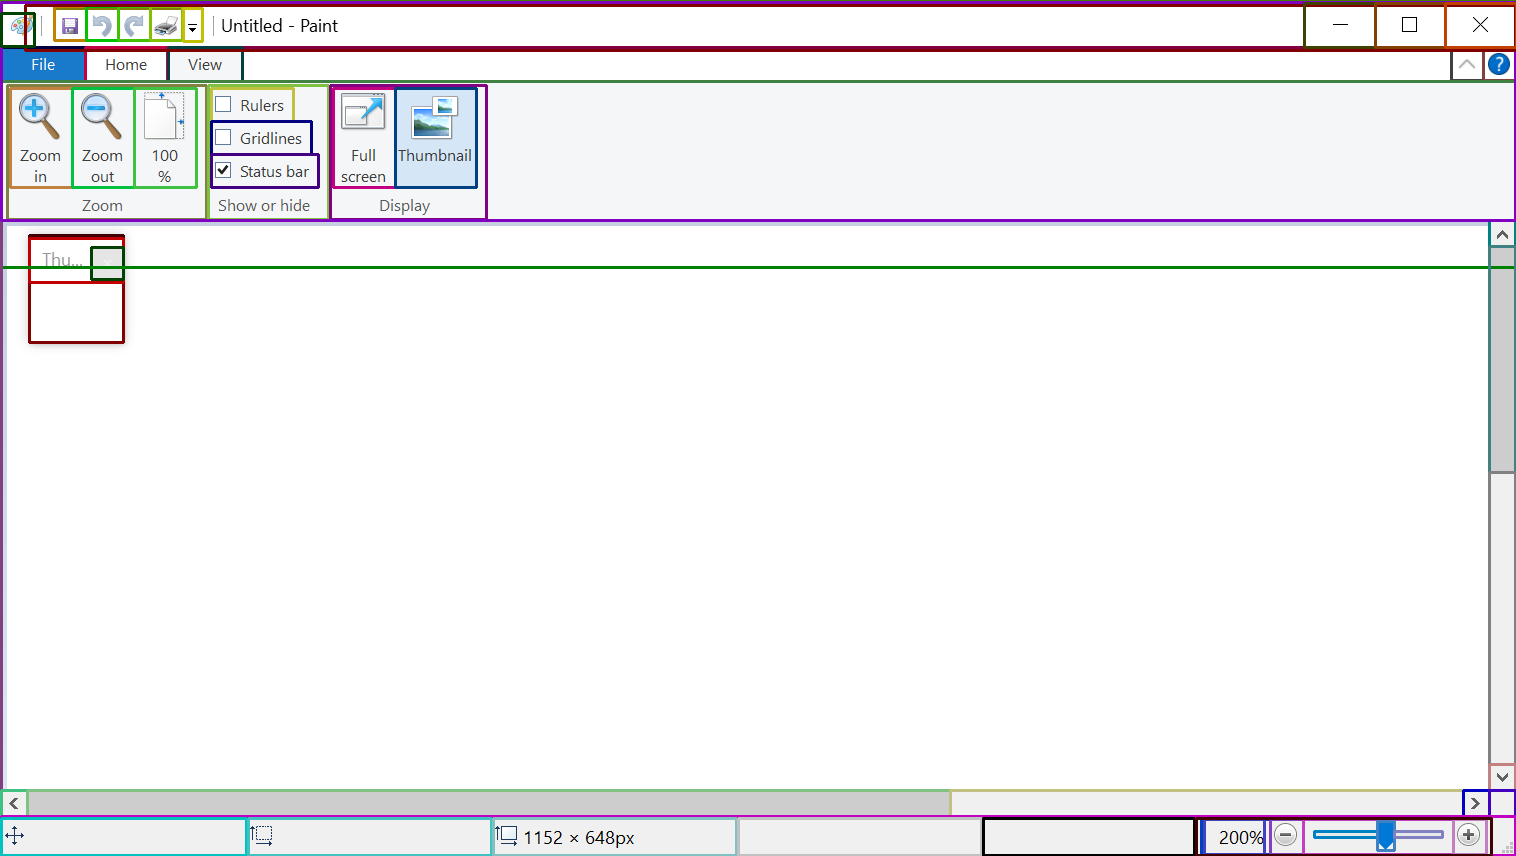 Untitled - Paint
File Home View
Zoom in
Zoom out
100 %
Zoom
Rulers
Gridlines
Status bar
Show or hide
Full screen
Thumbnail
Display
Thu...
1152 × 648px
200%